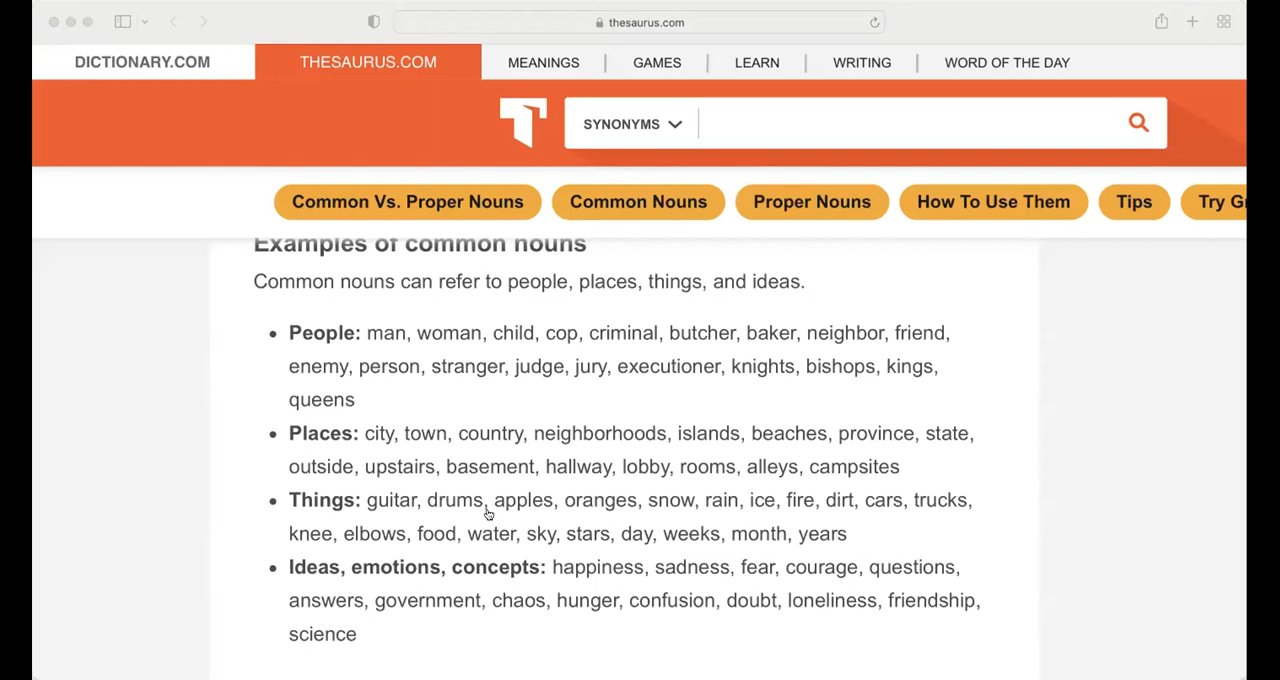 thesaurus.com
DICTIONARY.COM THESAURUS.COM MEANINGS | GAMES | LEARN | WRITING | WORD OF THE DAY
SYNONYMS
Common Vs. Proper Nouns Common Nouns Proper Nouns How To Use Them Tips Try
Examples of common nouns
Common nouns can refer to people, places, things, and ideas.
• People: man, woman, child, cop, criminal, butcher, baker, neighbor, friend,
enemy, person, stranger, judge, jury, executioner, knights, bishops, kings,
queens
• Places: city, town, country, neighborhoods, islands, beaches, province, state,
outside, upstairs, basement, hallway, lobby, rooms, alleys, campsites
• Things: guitar, drums, apples, oranges, snow, rain, ice, fire, dirt, cars, trucks,
knee, elbows, food, water, sky, stars, day, weeks, month, years
• Ideas, emotions, concepts: happiness, sadness, fear, courage, questions,
answers, government, chaos, hunger, confusion, doubt, loneliness, friendship,
science